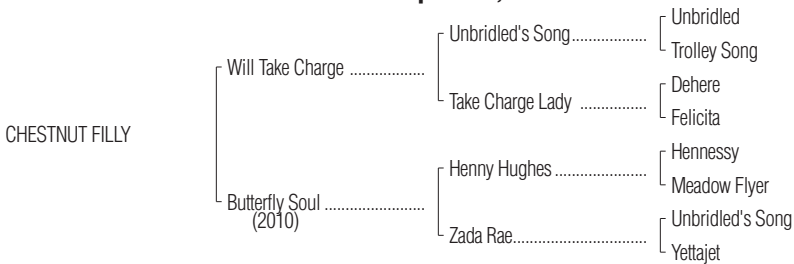 Unbridled
Unbridled's Song..................
Trolley Song
Will Take Charge ..................
Dehere
Take Charge Lady ................
Felicita
CHESTNUT FILLY
Hennessy
Henny Hughes......................
Meadow Flyer
Butterfly Soul ........................
(2010)
Unbridled's Song
Zada Rae................................
Yettajet